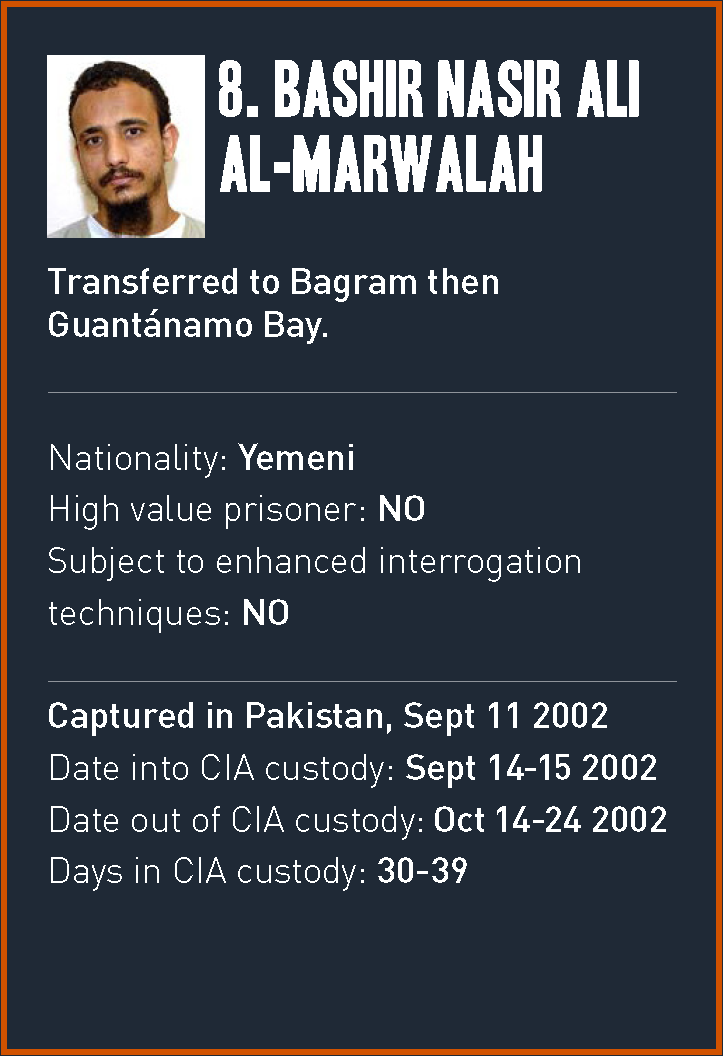 8. BASHIR NASIR ALI
AL-MARWALAH
Transferred to Bagram then
Guantánamo Bay.
Nationality: Yemeni
High value prisoner: NO
Subject to enhanced interrogation
techniques: NO
Captured in Pakistan, Sept 11 2002
Date into CIA custody: Sept 14-15 2002
Date out of CIA custody: Oct 14-24 2002
Days in CIA custody: 30-39